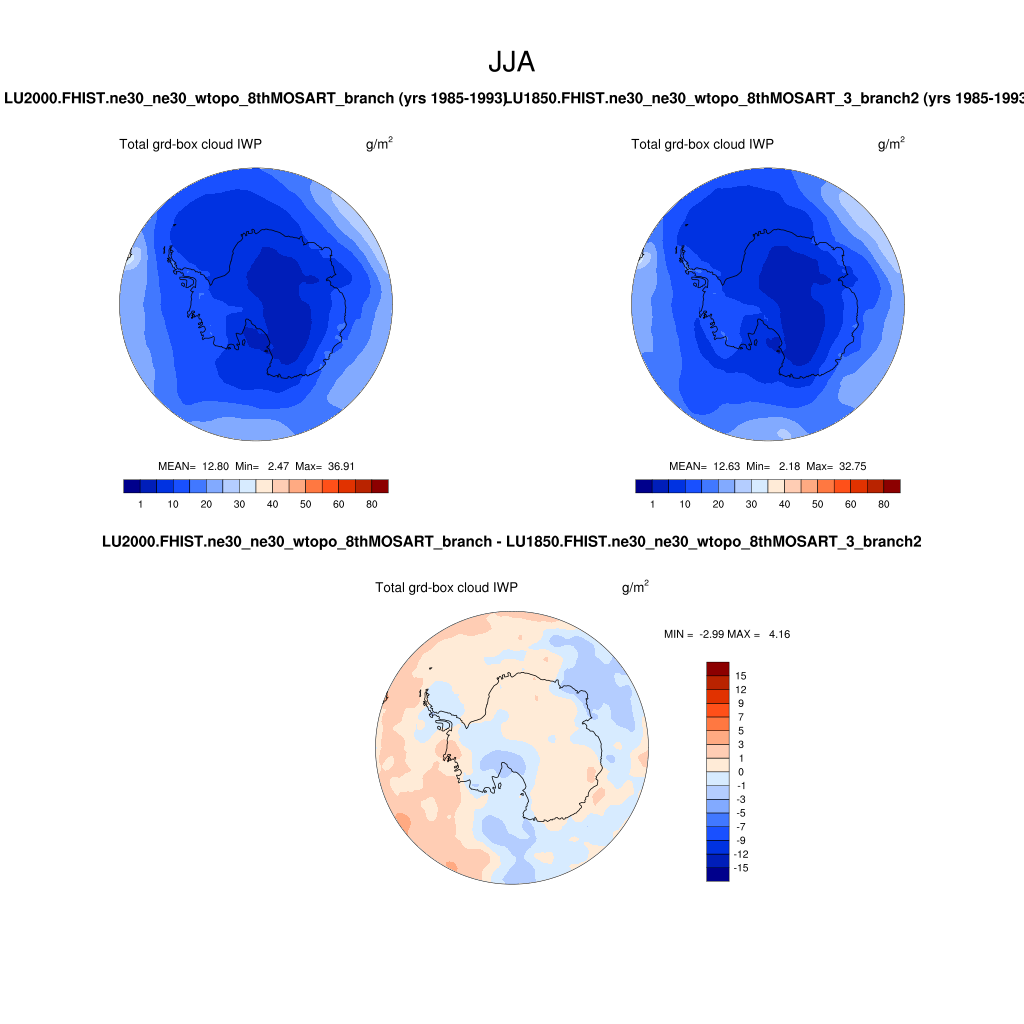 JJA
LU2000.FHIST.ne30_ne30_wtopo_8thMOSART_branch (yrs 1985-1993)
LU1850.FHIST.ne30_ne30_wtopo_8thMOSART_3_branch2 (yrs 1985-1993
Total grd-box cloud IWP g/m²
Total grd-box cloud IWP g/m²
MEAN= 12.80 Min= 2.47 Max= 36.91
MEAN= 12.63 Min= 2.18 Max= 32.75
1 10 20 30 40 50 60 80
1 10 20 30 40 50 60 80
LU2000.FHIST.ne30_ne30_wtopo_8thMOSART_branch - LU1850.FHIST.ne30_ne30_wtopo_8thMOSART_3_branch2
Total grd-box cloud IWP g/m²
MIN = -2.99 MAX = 4.16
15
12
9
7
5
3
1
0
-1
-3
-5
-7
-9
-12
-15